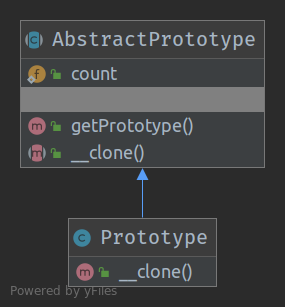 AbstractPrototype
count
getPrototype()
__clone()
Prototype
__clone()
Powered by yFiles